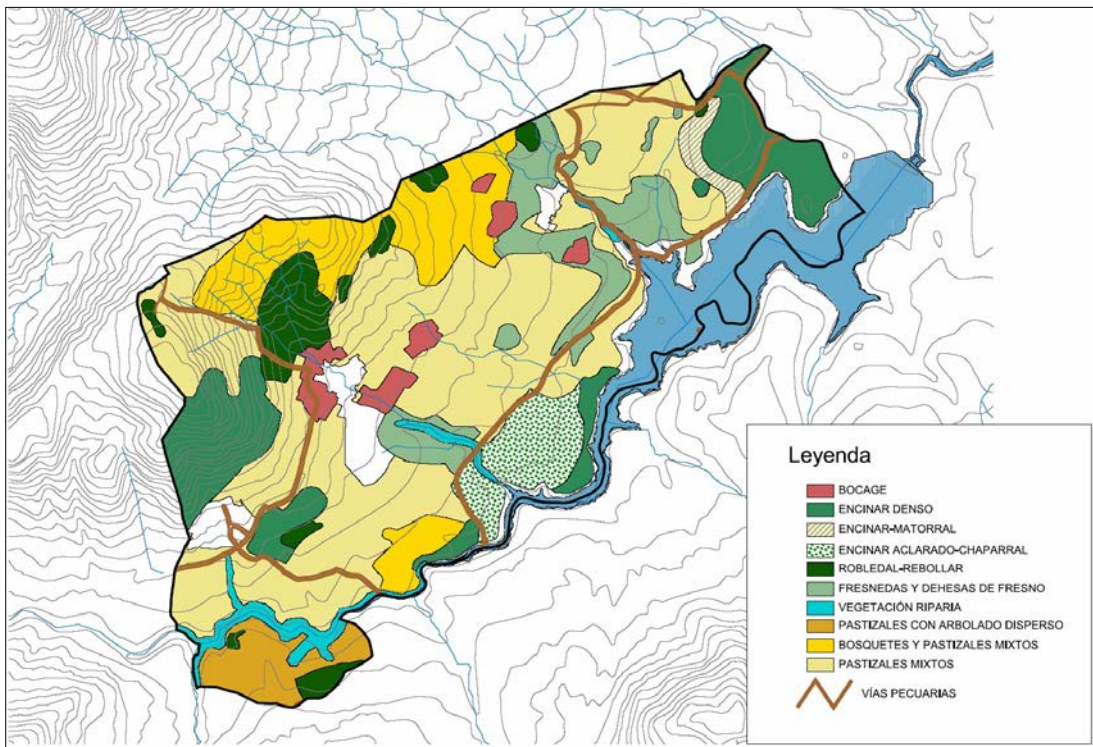 Leyenda
BOCAGE
ENCINAR DENSO
ENCINAR-MATORRAL
ENCINAR ACLARADO-CHAPARRAL
ROBLEDAL-REBOLLAR
FRESNEDAS Y DEHESAS DE FRESNO
VEGETACIÓN RIPARIA
PASTIZALES CON ARBOLADO DISPERSO
BOSQUETES Y PASTIZALES MIXTOS
PASTIZALES MIXTOS
VÍAS PECUARIAS